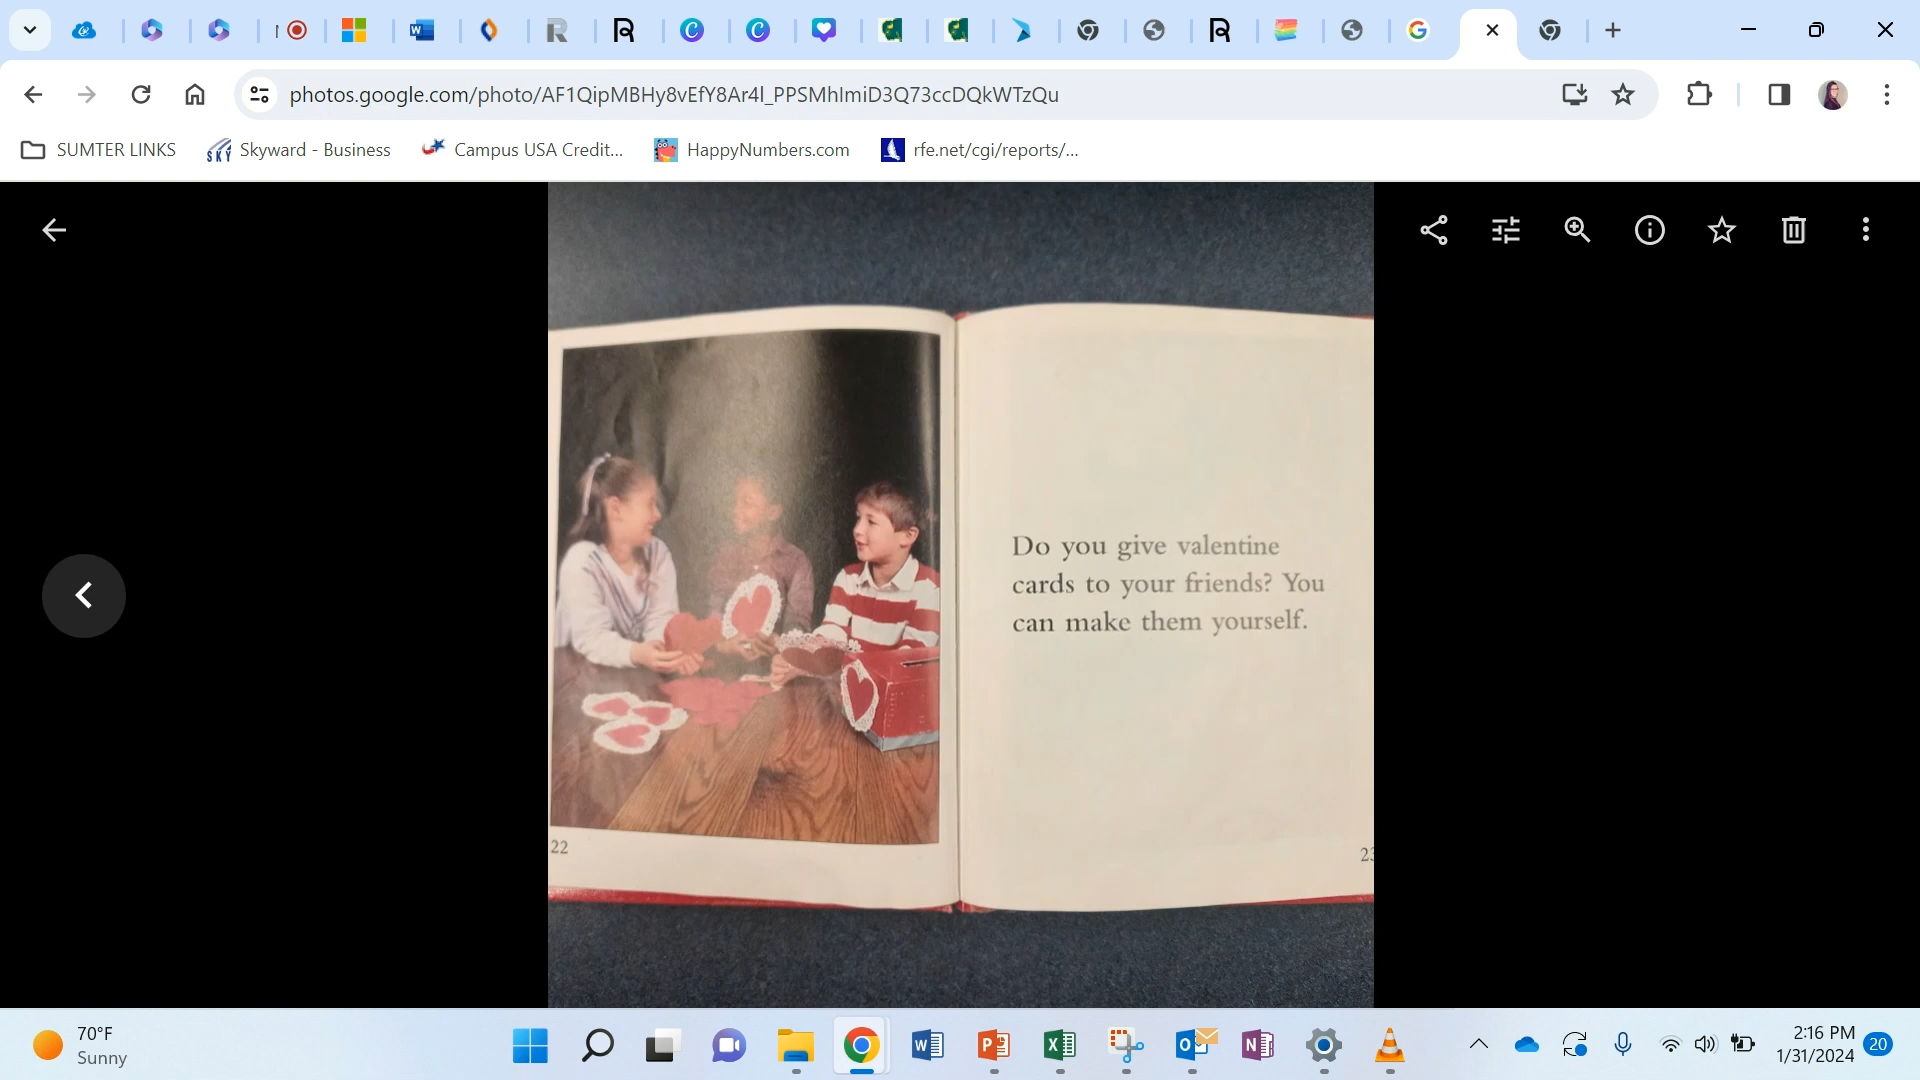 photos.google.com/photo/AF1QipMBHy8vEfY8Ar4l_PPSMhImiD3Q73ccDQkWTzQu
SUMTER LINKS
Skyward - Business
Campus USA Credit...
HappyNumbers.com
rfe.net/cgi/reports/...
Do you give valentine
cards to your friends? You
can make them yourself.
22
23
70°F
Sunny
2:16 PM
1/31/2024
20